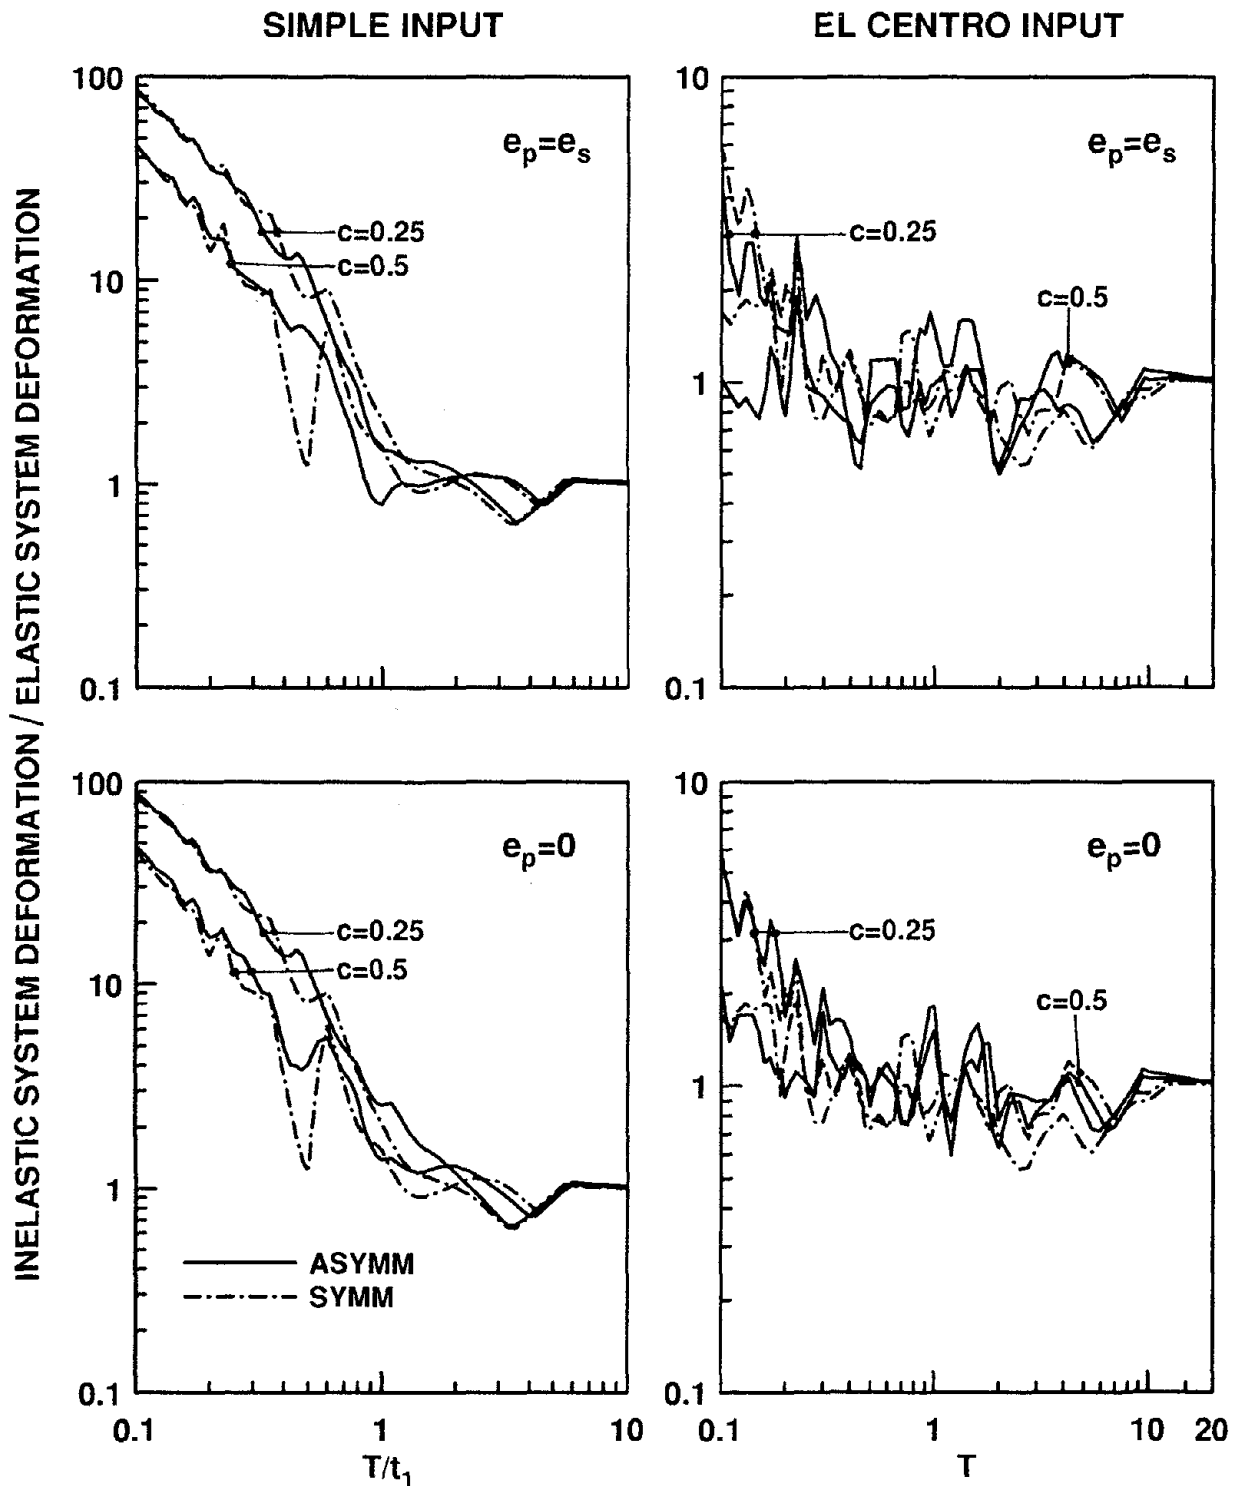 SIMPLE INPUT
EL CENTRO INPUT
INELASTIC SYSTEM DEFORMATION / ELASTIC SYSTEM DEFORMATION
100
10
1
0.1
e_p=e_s
c=0.25
c=0.5
10
1
0.1
e_p=e_s
c=0.25
c=0.5
100
10
1
0.1
e_p=0
c=0.25
c=0.5
ASYMM
SYMM
0.1
1
10
T/t_1
10
1
0.1
e_p=0
c=0.25
c=0.5
0.1
1
10
20
T